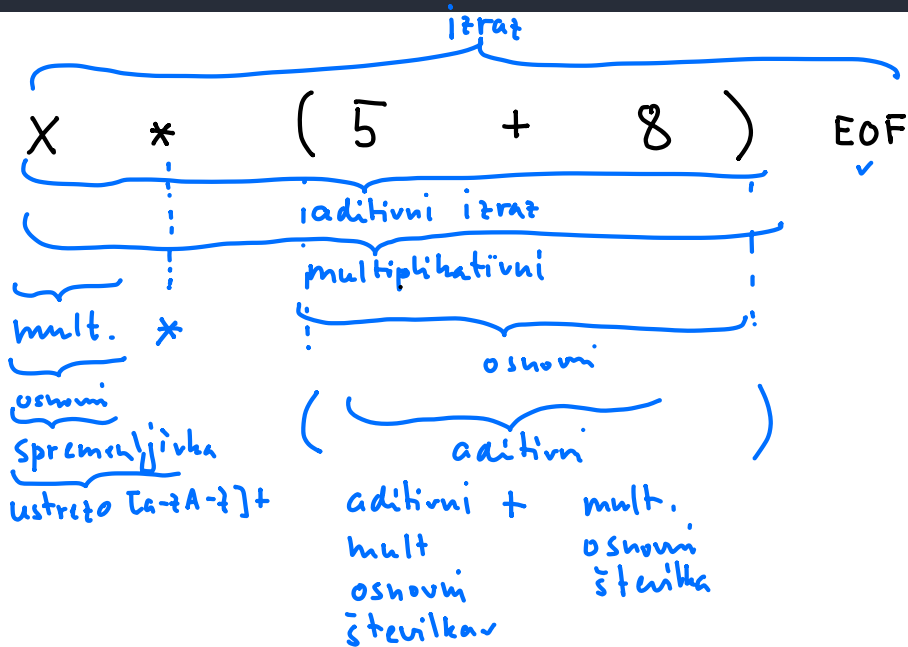 izraz
X * ( 5 + 8 ) EOF
aditivni izraz
multiplikativni
mult. *
osnovni
osnovni
spremenljivka
( aditivni )
ustreza [a-zA-Z]+
aditivni + mult.
mult osnovni
osnovni številka
številka